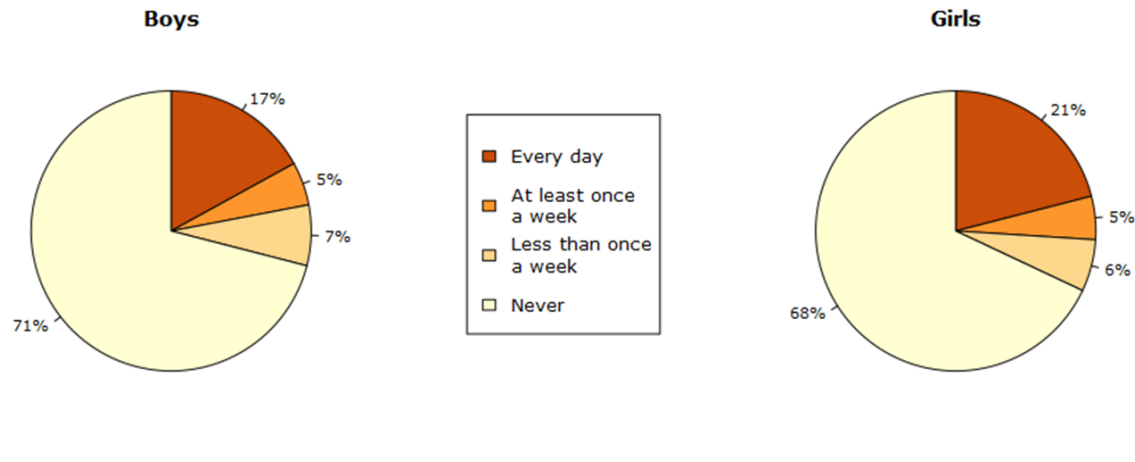 Boys
17%
5%
7%
71%
Every day
At least once
a week
Less than once
a week
Never
Girls
21%
5%
6%
68%